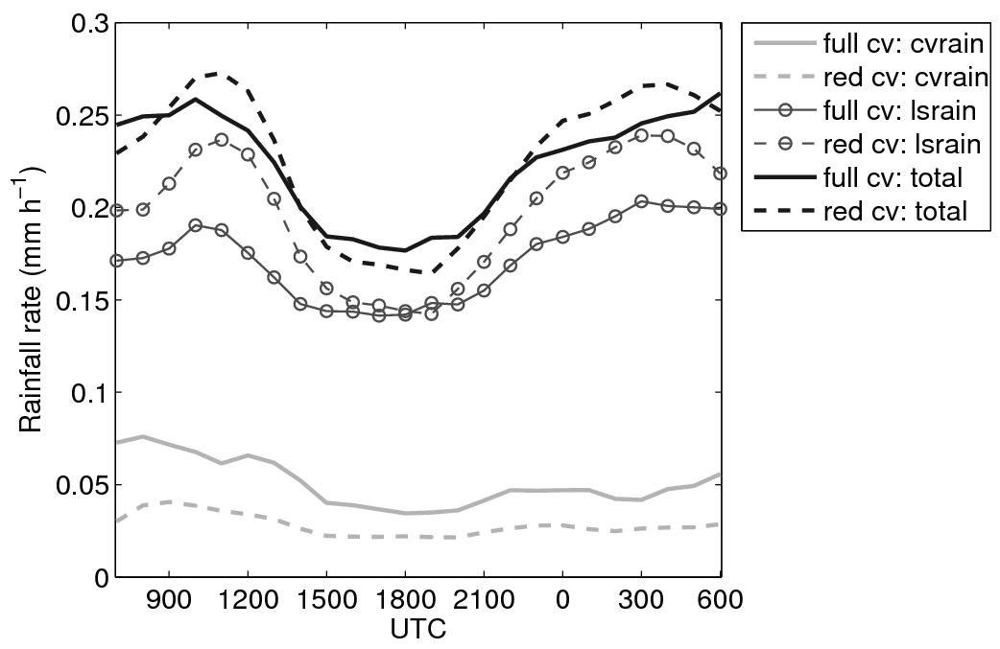 0.3
0.25
0.2
0.15
0.1
0.05
0
Rainfall rate (mm h⁻¹)
900 1200 1500 1800 2100 0 300 600
UTC
full cv: cvrain
red cv: cvrain
full cv: lsrain
red cv: lsrain
full cv: total
red cv: total